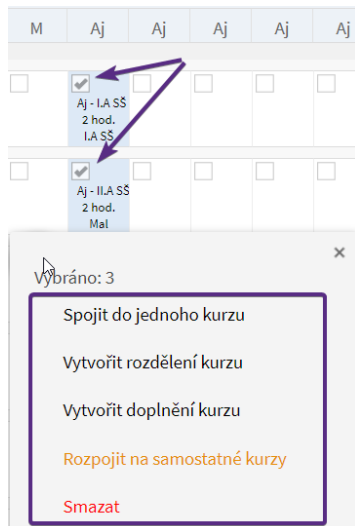 M Aj Aj Aj Aj Aj
Aj - I.A SŠ
2 hod.
I.A SŠ
Aj - II.A SŠ
2 hod.
Mal
Vybráno: 3
Spojit do jednoho kurzu
Vytvořit rozdělení kurzu
Vytvořit doplnění kurzu
Rozpojit na samostatné kurzy
Smazat